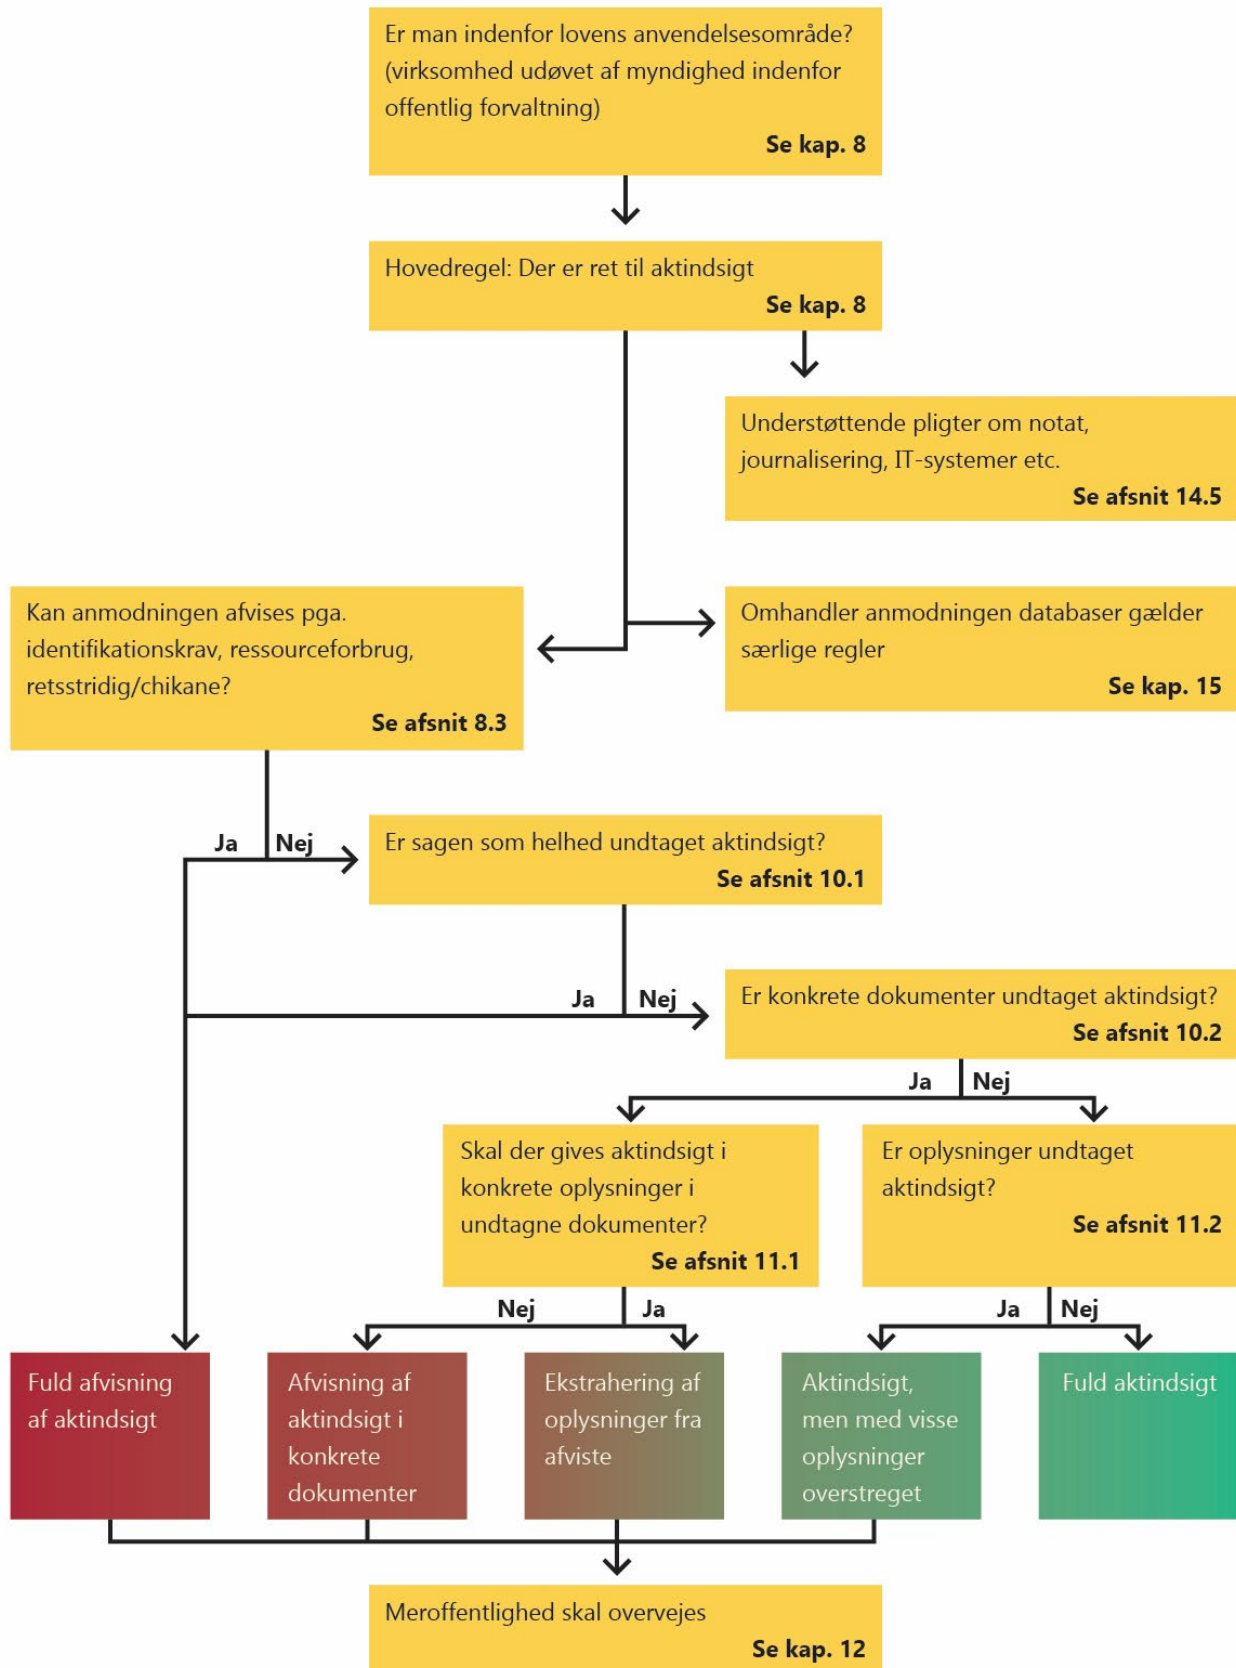 Er man indenfor lovens anvendelsesområde?
(virksomhed udøvet af myndighed indenfor
offentlig forvaltning)
Se kap. 8
Hovedregel: Der er ret til aktindsigt
Se kap. 8
Understøttende pligter om notat,
journalisering, IT-systemer etc.
Se afsnit 14.5
Kan anmodningen afvises pga.
identifikationskrav, ressourceforbrug,
retsstridig/chikane?
Se afsnit 8.3
Omhandler anmodningen databaser gælder
særlige regler
Se kap. 15
Ja
Nej
Er sagen som helhed undtaget aktindsigt?
Se afsnit 10.1
Ja
Nej
Er konkrete dokumenter undtaget aktindsigt?
Se afsnit 10.2
Ja
Nej
Skal der gives aktindsigt i
konkrete oplysninger i
undtagne dokumenter?
Se afsnit 11.1
Er oplysninger undtaget
aktindsigt?
Se afsnit 11.2
Nej
Ja
Ja
Nej
Fuld afvisning
af aktindsigt
Afvisning af
aktindsigt i
konkrete
dokumenter
Ekstrahering af
oplysninger fra
afviste
Aktindsigt,
men med visse
oplysninger
overstreget
Fuld aktindsigt
Meroffentlighed skal overvejes
Se kap. 12